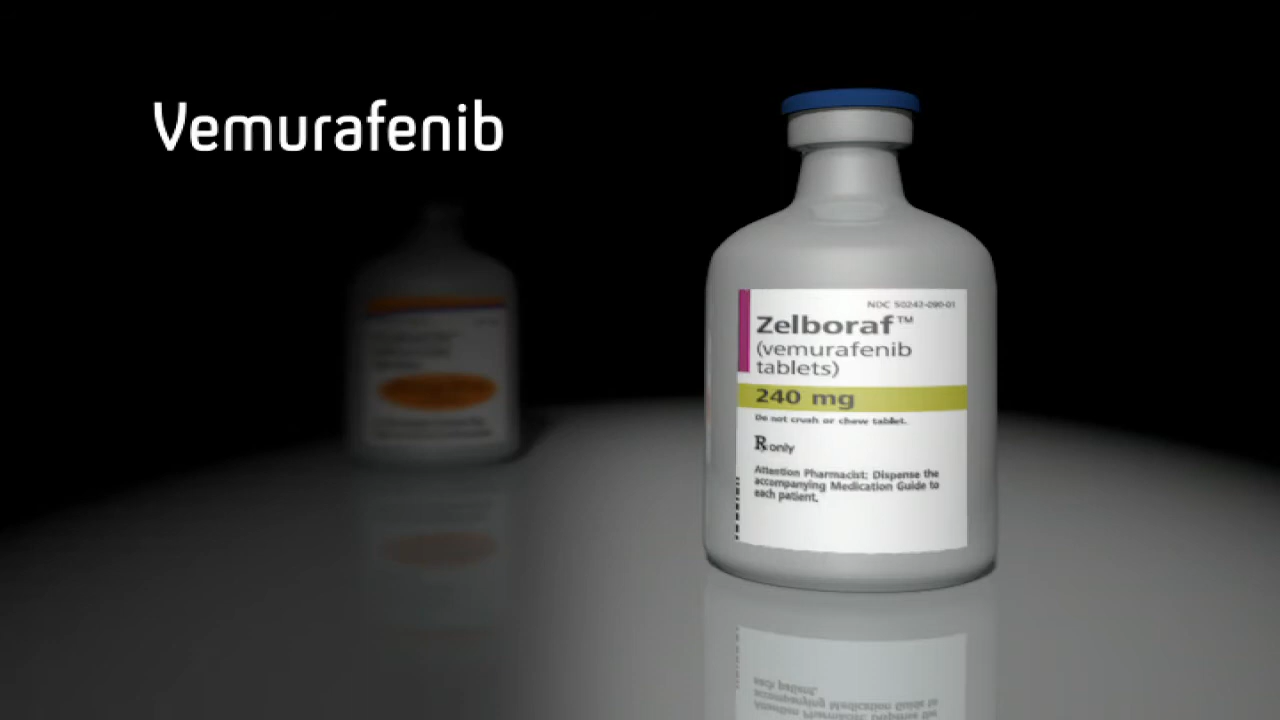 Vemurafenib
NDC 50242-090-01
Zelboraf™
(vemurafenib
tablets)
240 mg
Do not crush or chew tablet.
Rx only
Attention Pharmacist: Dispense the
accompanying Medication Guide to
each patient.